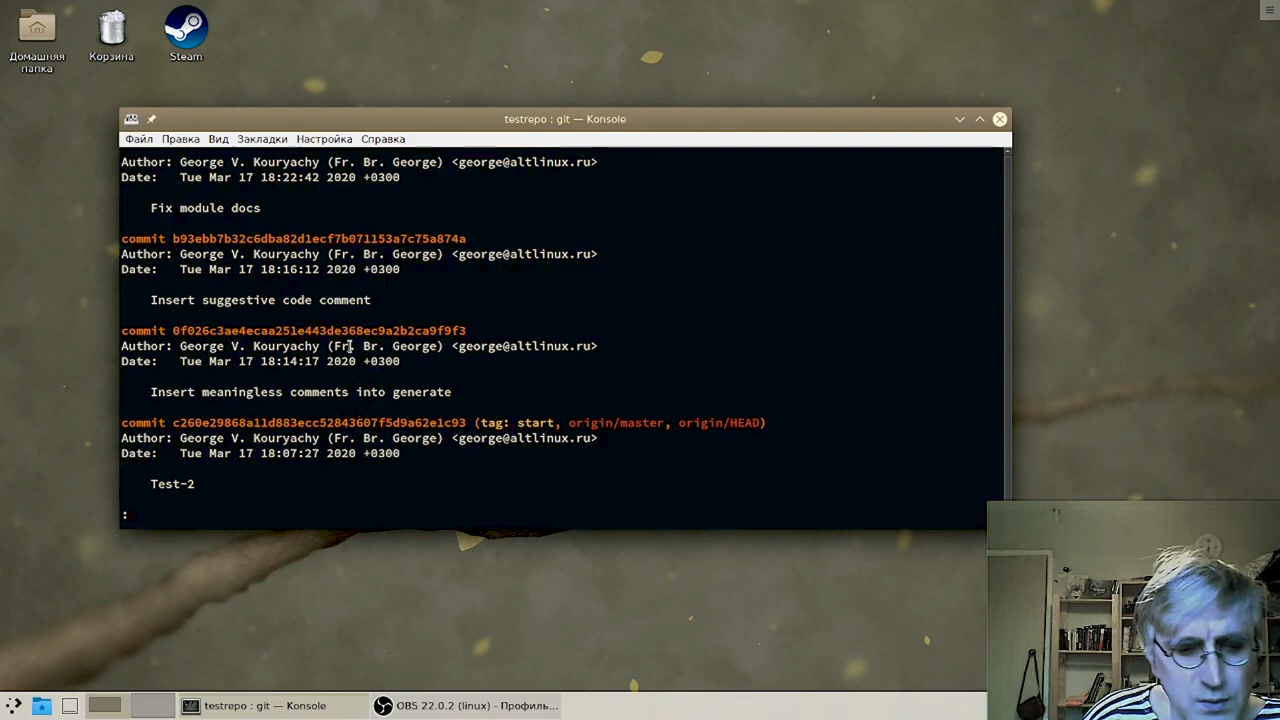 Домашняя
папка
Корзина
Steam
testrepo : git — Konsole
Файл Правка Вид Закладки Настройка Справка
Author: George V. Kouryachy (Fr. Br. George) <george@altlinux.ru>
Date:   Tue Mar 17 18:22:42 2020 +0300
Fix module docs
commit b93ebb7b32c6dba82d1ecf7b071153a7c75a874a
Author: George V. Kouryachy (Fr. Br. George) <george@altlinux.ru>
Date:   Tue Mar 17 18:16:12 2020 +0300
Insert suggestive code comment
commit 0f026c3ae4ecaa251e443de368ec9a2b2ca9f9f3
Author: George V. Kouryachy (Fr. Br. George) <george@altlinux.ru>
Date:   Tue Mar 17 18:14:17 2020 +0300
Insert meaningless comments into generate
commit c260e29868a11d883ecc52843607f5d9a62e1c93 (tag: start, origin/master, origin/HEAD)
Author: George V. Kouryachy (Fr. Br. George) <george@altlinux.ru>
Date:   Tue Mar 17 18:07:27 2020 +0300
Test-2
:
testrepo : git — Konsole
OBS 22.0.2 (linux) - Профиль...